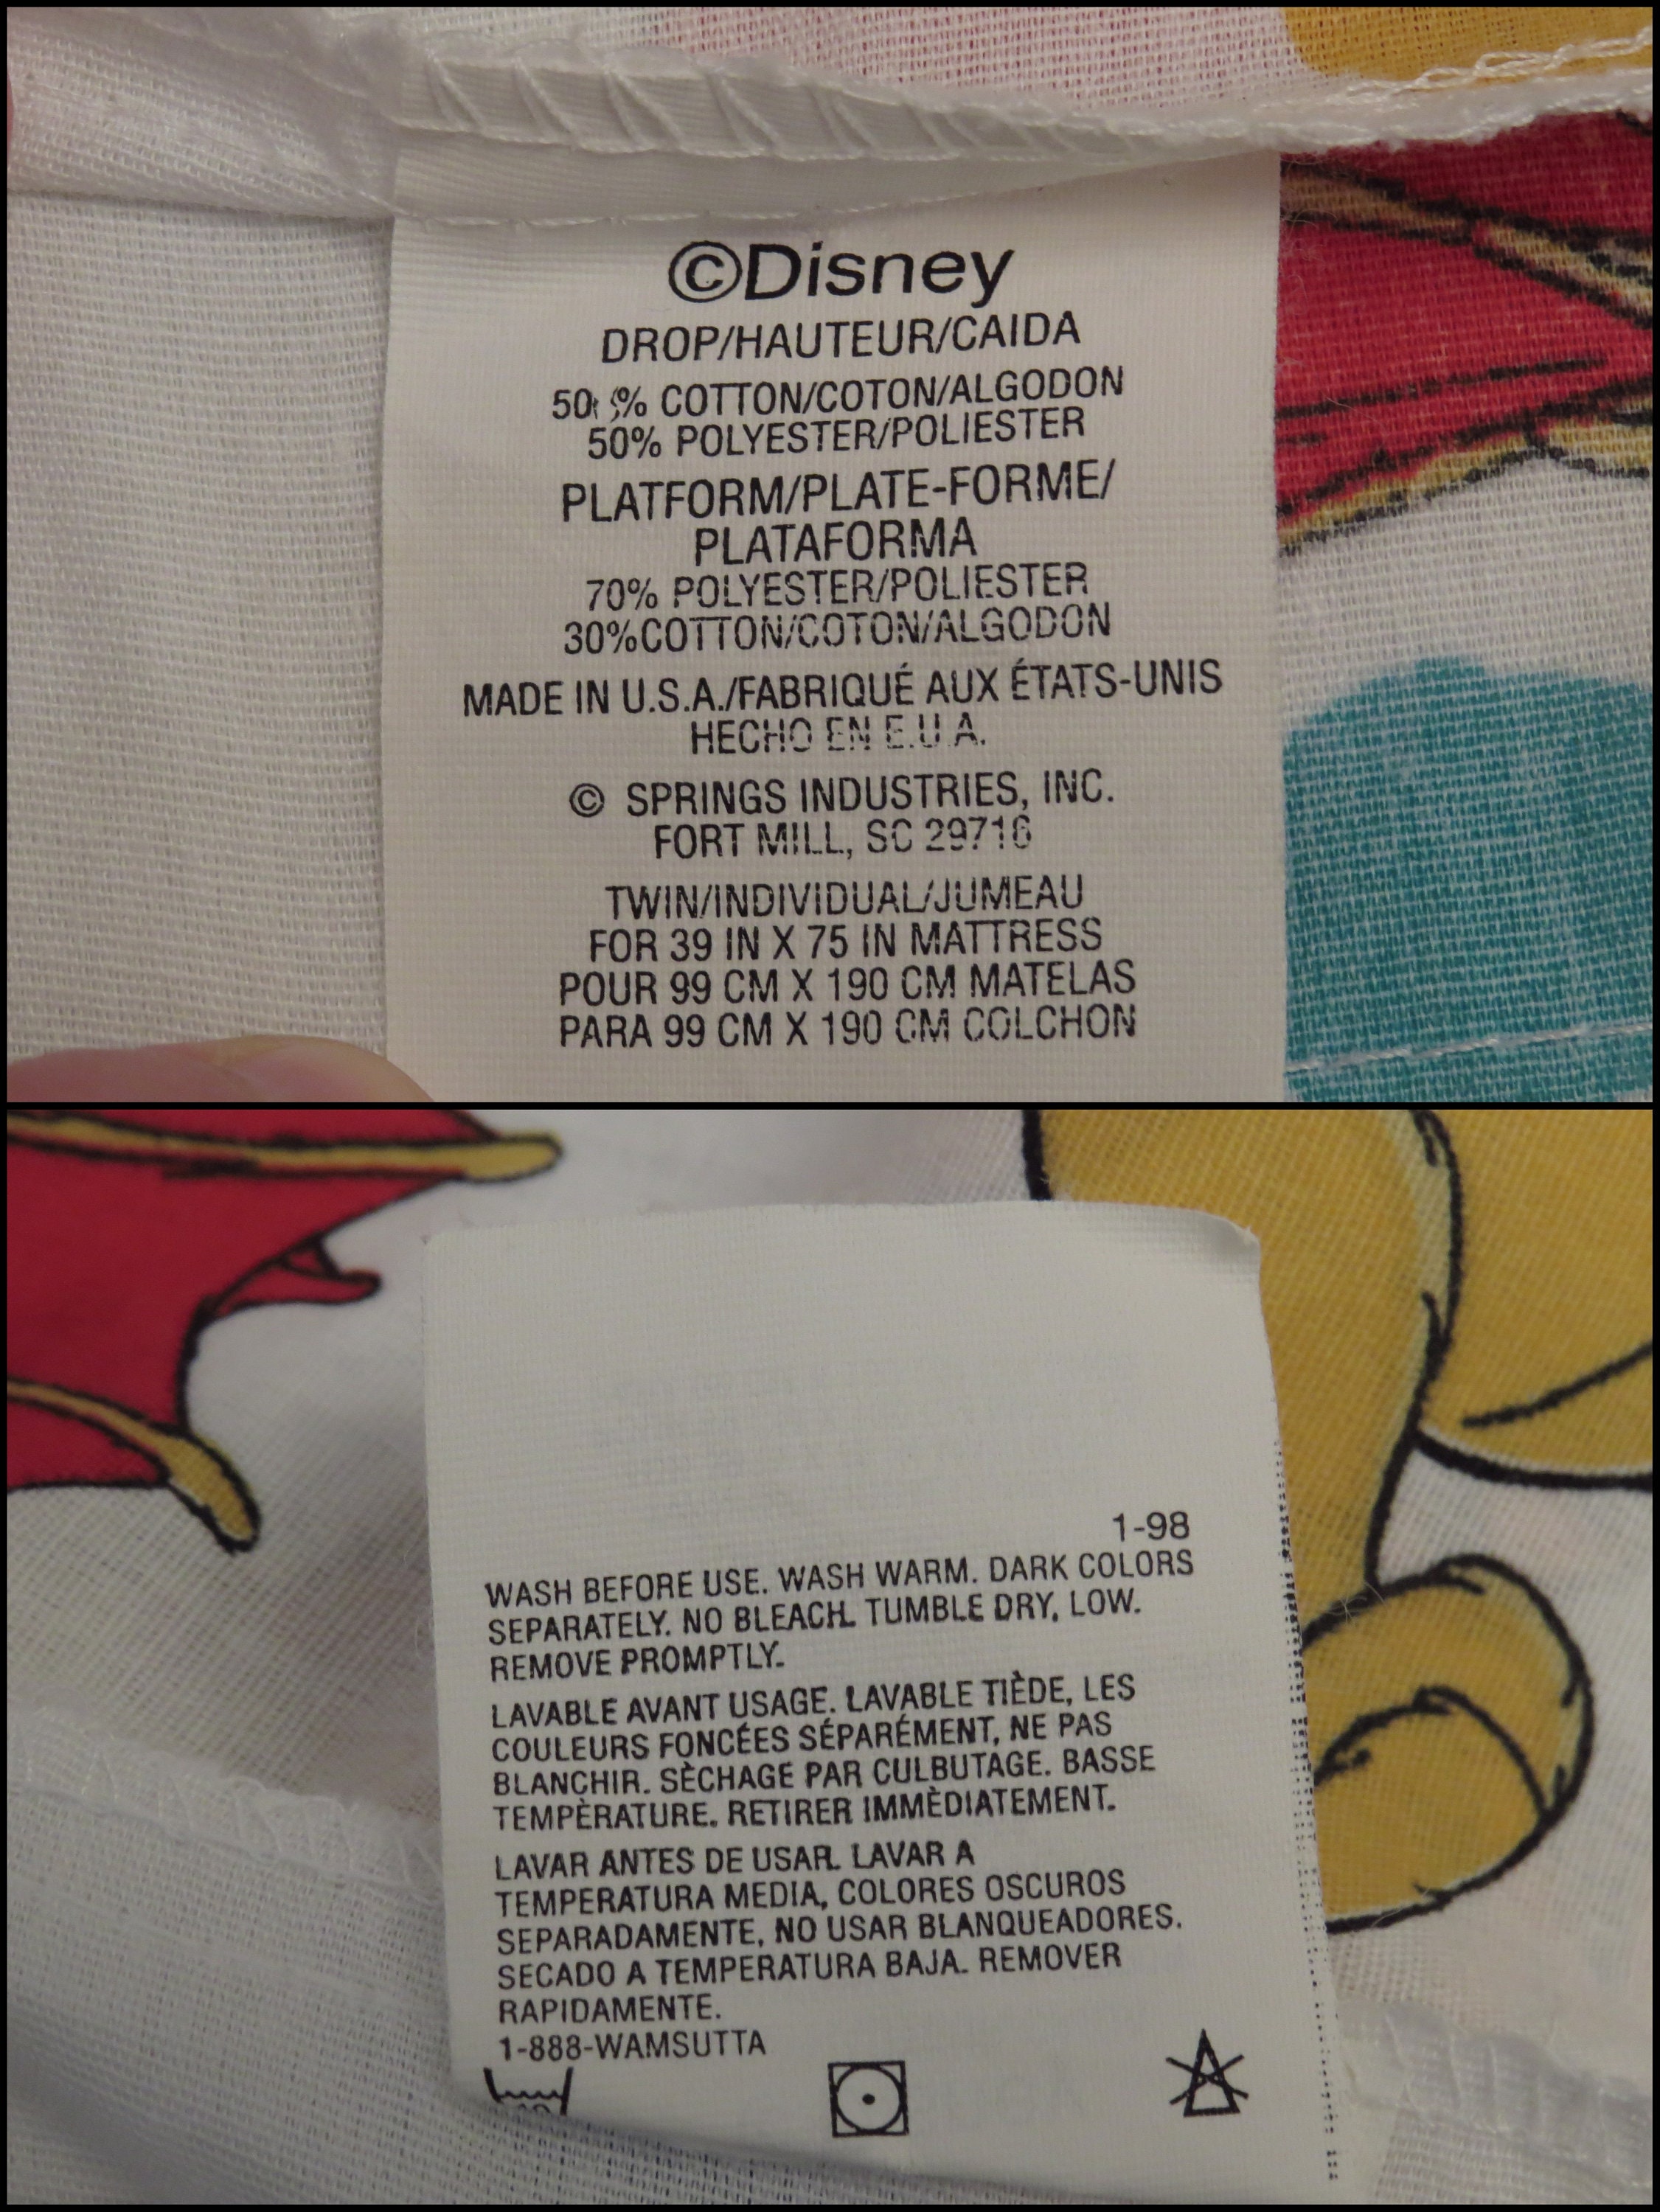 ©Disney
DROP/HAUTEUR/CAIDA
50% COTTON/COTON/ALGODON
50% POLYESTER/POLIESTER
PLATFORM/PLATE-FORME/
PLATAFORMA
70% POLYESTER/POLIESTER
30%COTTON/COTON/ALGODON
MADE IN U.S.A./FABRIQUÉ AUX ÉTATS-UNIS
HECHO EN E.U.A.
© SPRINGS INDUSTRIES, INC.
FORT MILL, SC 29716
TWIN/INDIVIDUAL/JUMEAU
FOR 39 IN X 75 IN MATTRESS
POUR 99 CM X 190 CM MATELAS
PARA 99 CM X 190 CM COLCHON
1-98
WASH BEFORE USE. WASH WARM. DARK COLORS
SEPARATELY. NO BLEACH. TUMBLE DRY, LOW.
REMOVE PROMPTLY.
LAVABLE AVANT USAGE. LAVABLE TIÈDE, LES
COULEURS FONCÉES SÉPARÉMENT, NE PAS
BLANCHIR. SÈCHAGE PAR CULBUTAGE. BASSE
TEMPÈRATURE. RETIRER IMMÈDIATEMENT.
LAVAR ANTES DE USAR. LAVAR A
TEMPERATURA MEDIA, COLORES OSCUROS
SEPARADAMENTE, NO USAR BLANQUEADORES.
SECADO A TEMPERATURA BAJA. REMOVER
RAPIDAMENTE.
1-888-WAMSUTTA